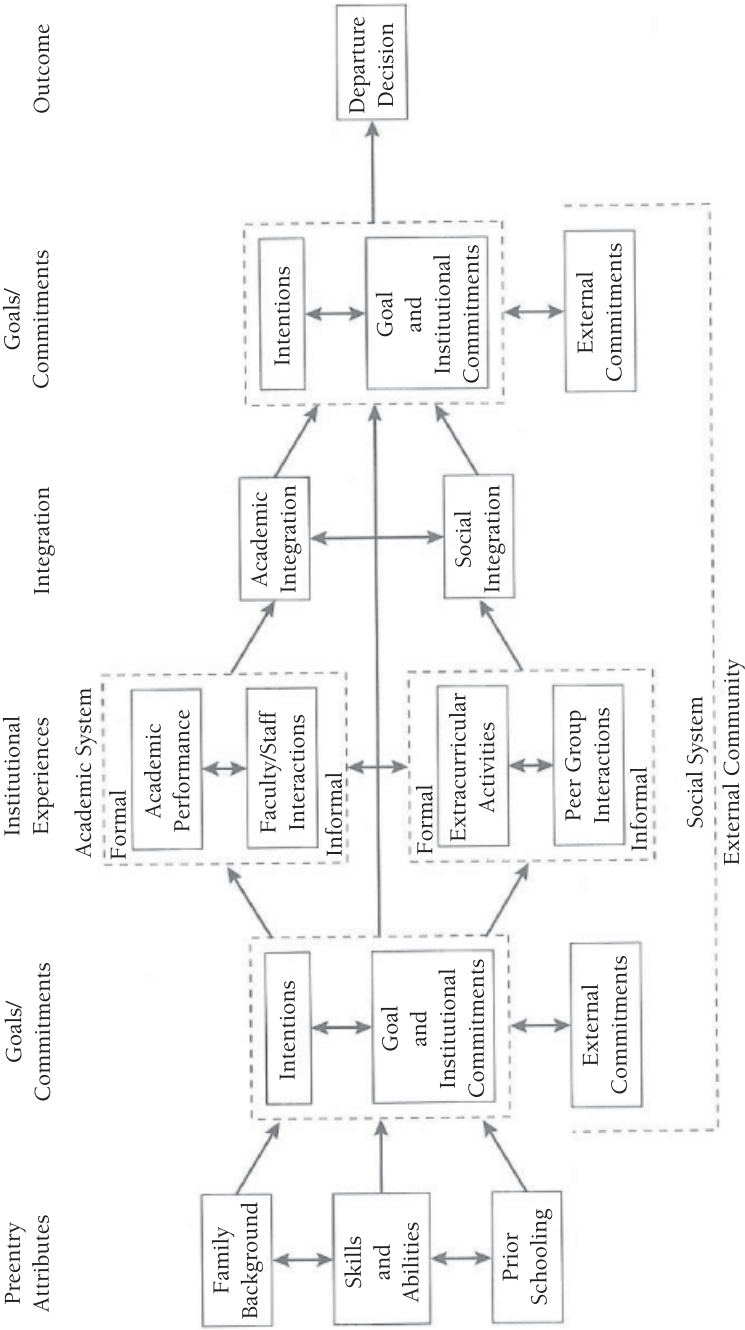 Preentry
Attributes
Goals/
Commitments
Institutional
Experiences
Integration
Goals/
Commitments
Outcome
Family
Background
Skills
and
Abilities
Prior
Schooling
Intentions
Goal
and
Institutional
Commitments
External
Commitments
Academic System
Formal
Academic
Performance
Faculty/Staff
Interactions
Informal
Formal
Extracurricular
Activities
Peer Group
Interactions
Informal
Social System
External Community
Academic
Integration
Social
Integration
Intentions
Goal
and
Institutional
Commitments
External
Commitments
Departure
Decision